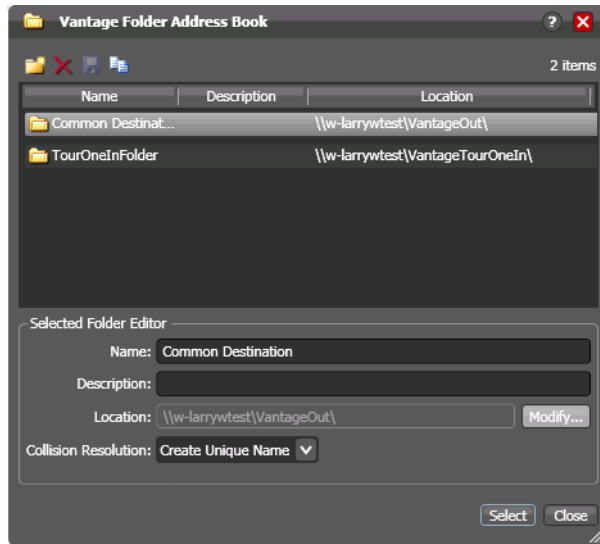 Vantage Folder Address Book
?
2 items
Name Description Location
Common Destinat... \\w-larrywtest\VantageOut\
TourOneInFolder \\w-larrywtest\VantageTourOneIn\
Selected Folder Editor
Name: Common Destination
Description:
Location: \\w-larrywtest\VantageOut\ Modify...
Collision Resolution: Create Unique Name
Select Close